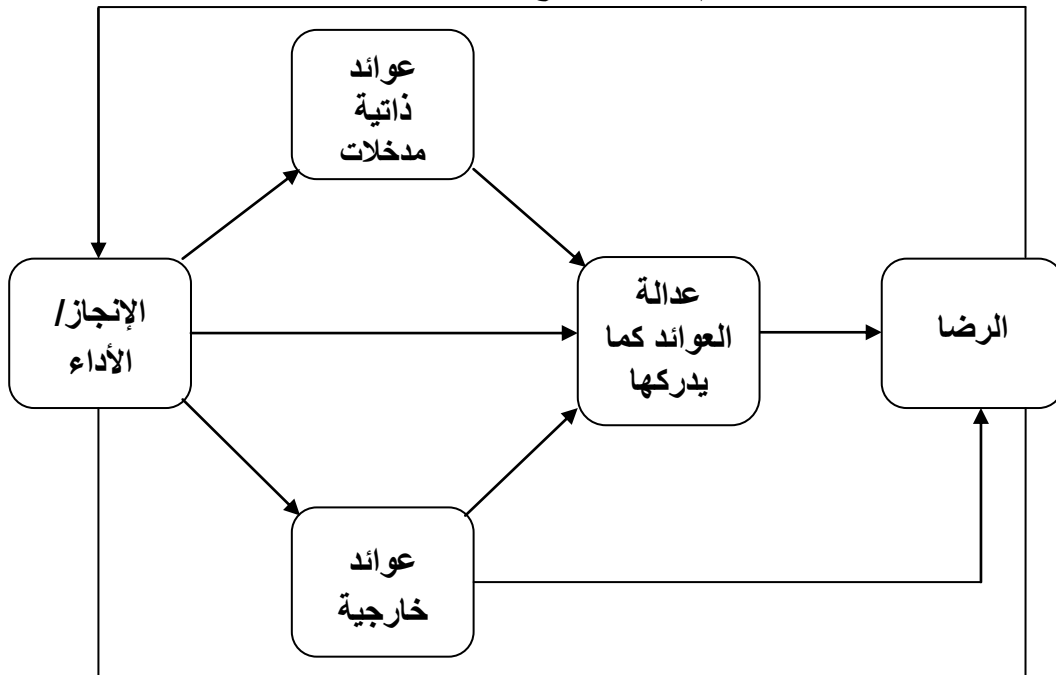 عوائد
ذاتية
مدخلات
الإنجاز/
الأداء
عدالة
العوائد كما
يدركها
الرضا
عوائد
خارجية